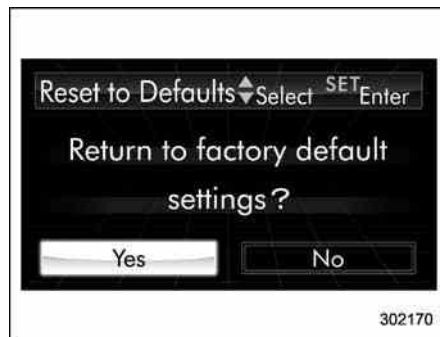 Reset to Defaults Select SET Enter
Return to factory default
settings?
Yes No
302170